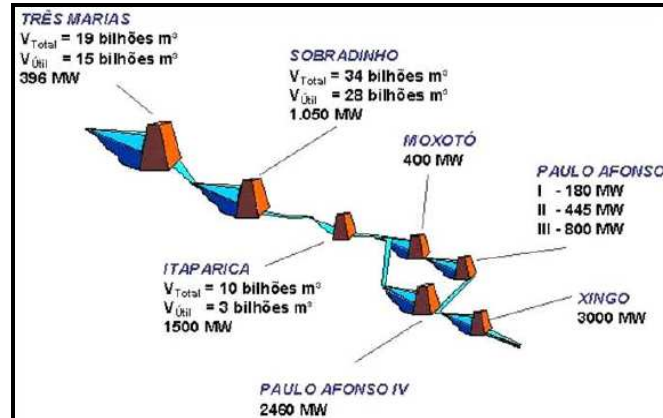 TRÊS MARIAS
VTotal = 19 bilhões m³
VÚtil = 15 bilhões m³
396 MW
SOBRADINHO
VTotal = 34 bilhões m³
VÚtil = 28 bilhões m³
1.050 MW
MOXOTÓ
400 MW
PAULO AFONSO
I - 180 MW
II - 445 MW
III - 800 MW
ITAPARICA
VTotal = 10 bilhões m³
VÚtil = 3 bilhões m³
1500 MW
XINGO
3000 MW
PAULO AFONSO IV
2460 MW